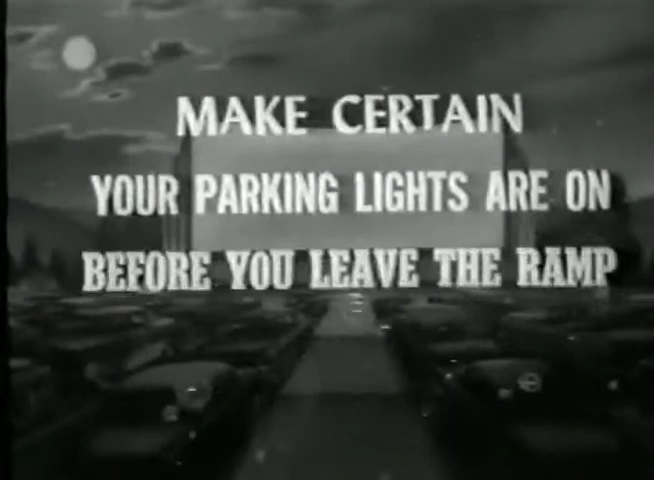 MAKE CERTAIN
YOUR PARKING LIGHTS ARE ON
BEFORE YOU LEAVE THE RAMP